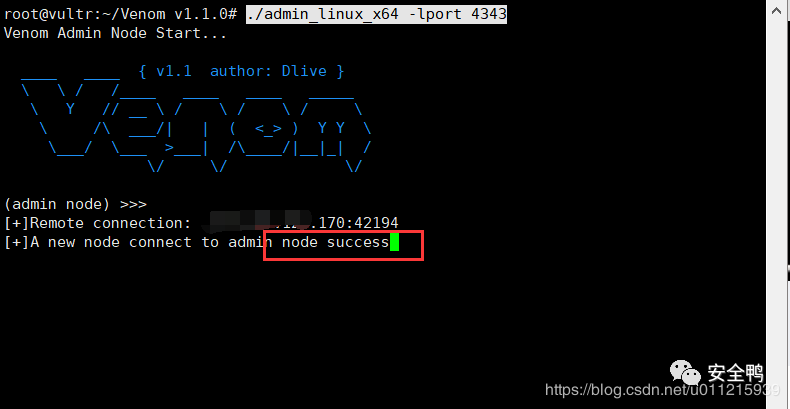 root@vultr:~/Venom v1.1.0# ./admin_linux_x64 -lport 4343
Venom Admin Node Start...
{ v1.1 author: Dlive }
Venom
(admin node) >>>
[+]Remote connection: .170:42194
[+]A new node connect to admin node success
安全鸭
https://blog.csdn.net/u011215939